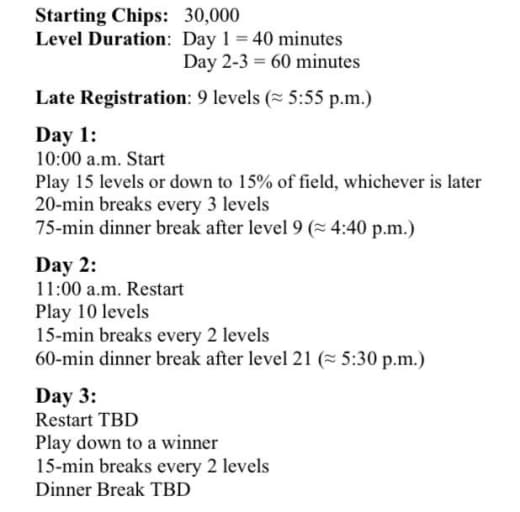 Starting Chips: 30,000
Level Duration: Day 1 = 40 minutes
Day 2-3 = 60 minutes
Late Registration: 9 levels (≈ 5:55 p.m.)
Day 1:
10:00 a.m. Start
Play 15 levels or down to 15% of field, whichever is later
20-min breaks every 3 levels
75-min dinner break after level 9 (≈ 4:40 p.m.)
Day 2:
11:00 a.m. Restart
Play 10 levels
15-min breaks every 2 levels
60-min dinner break after level 21 (≈ 5:30 p.m.)
Day 3:
Restart TBD
Play down to a winner
15-min breaks every 2 levels
Dinner Break TBD